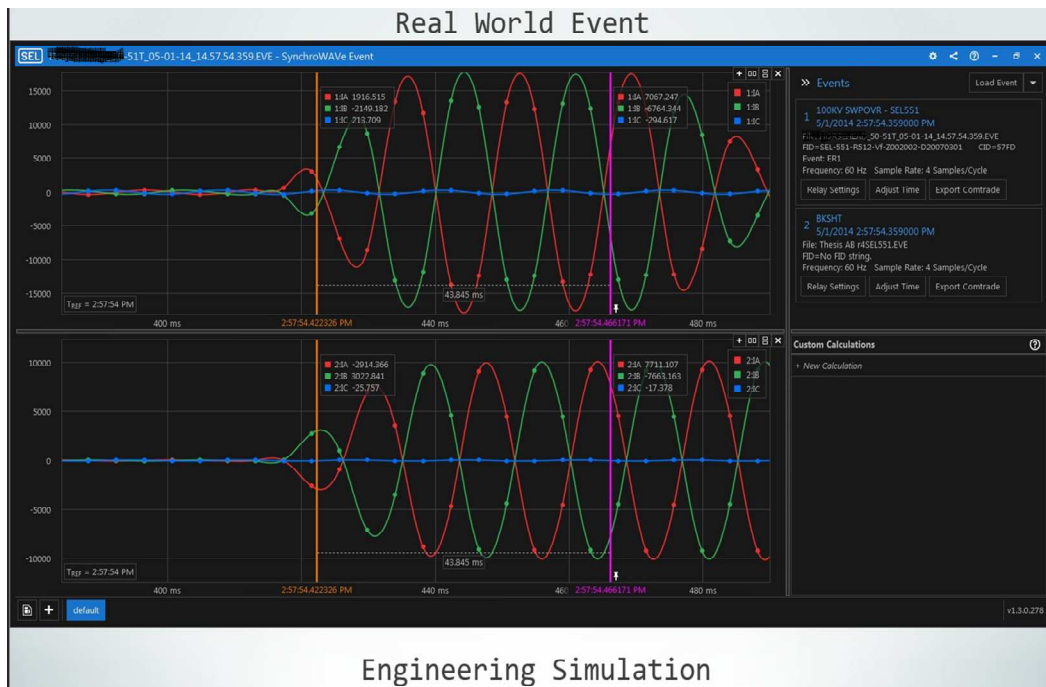 Real World Event
SEL
-51T_05-01-14_14.57.54.359.EVE - SynchroWAVe Event
15000
10000
5000
0
-5000
-10000
-15000
1:IA 1916.515
1:IB -2149.182
1:IC 213.709
1:IA 7067.247
1:IB -6764.344
1:IC -294.617
1:IA
1:IB
1:IC
43.845 ms
TREF = 2:57:54 PM
400 ms
2:57:54.422326 PM
440 ms
460
2:57:54.466171 PM
480 ms
10000
5000
0
-5000
-10000
2:IA -2914.266
2:IB 3022.841
2:IC -25.757
2:IA 7711.107
2:IB -7663.163
2:IC -17.378
2:IA
2:IB
2:IC
43.845 ms
TREF = 2:57:54 PM
400 ms
2:57:54.422326 PM
440 ms
460
2:57:54.466171 PM
480 ms
default
» Events
Load Event
1 100KV SWPOVR - SEL551
5/1/2014 2:57:54.359000 PM
_50-51T_05-01-14_14.57.54.359.EVE
FID=SEL-551-R512-Vf-Z002002-D20070301 CID=57FD
Event: ER1
Frequency: 60 Hz Sample Rate: 4 Samples/Cycle
Relay Settings Adjust Time Export Comtrade
2 BKSHT
5/1/2014 2:57:54.359000 PM
File: Thesis AB r4SEL551.EVE
FID=No FID string.
Frequency: 60 Hz Sample Rate: 4 Samples/Cycle
Relay Settings Adjust Time Export Comtrade
Custom Calculations
› New Calculation
v1.3.0.278
Engineering Simulation